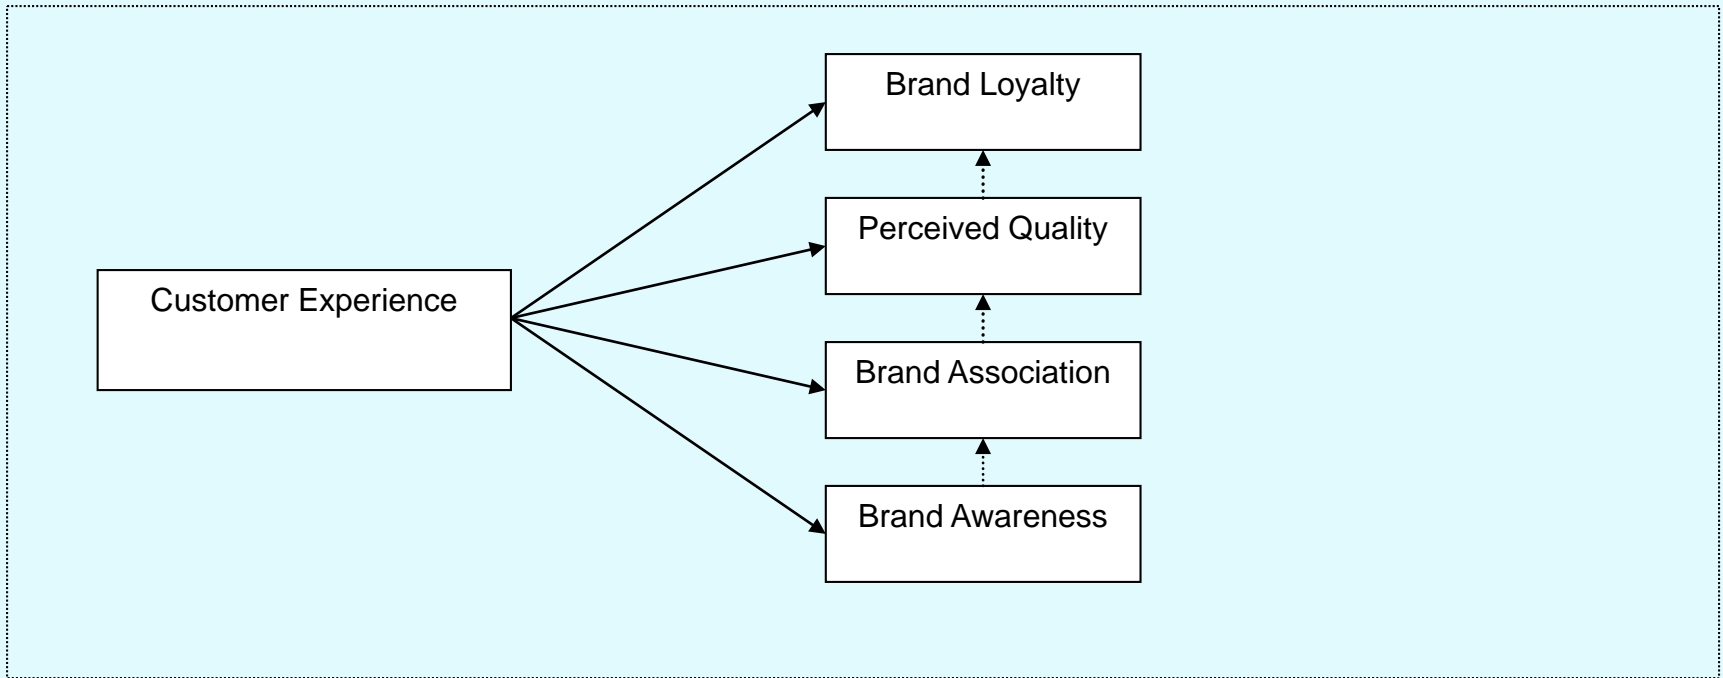 Brand Loyalty
Perceived Quality
Customer Experience
Brand Association
Brand Awareness